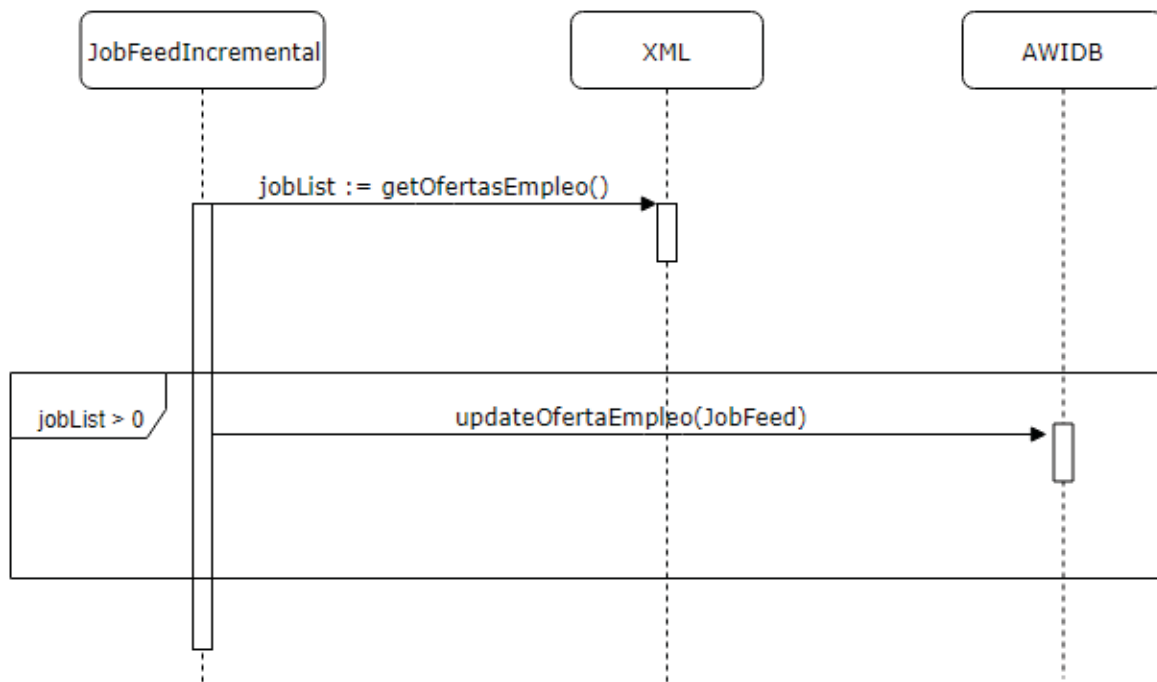 JobFeedIncremental
XML
AWIDB
jobList := getOfertasEmpleo()
jobList > 0
updateOfertaEmpleo(JobFeed)